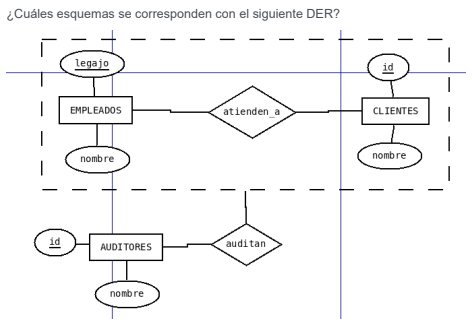 ¿Cuáles esquemas se corresponden con el siguiente DER?
legajo
id
EMPLEADOS
atienden_a
CLIENTES
nombre
nombre
id
AUDITORES
auditan
nombre